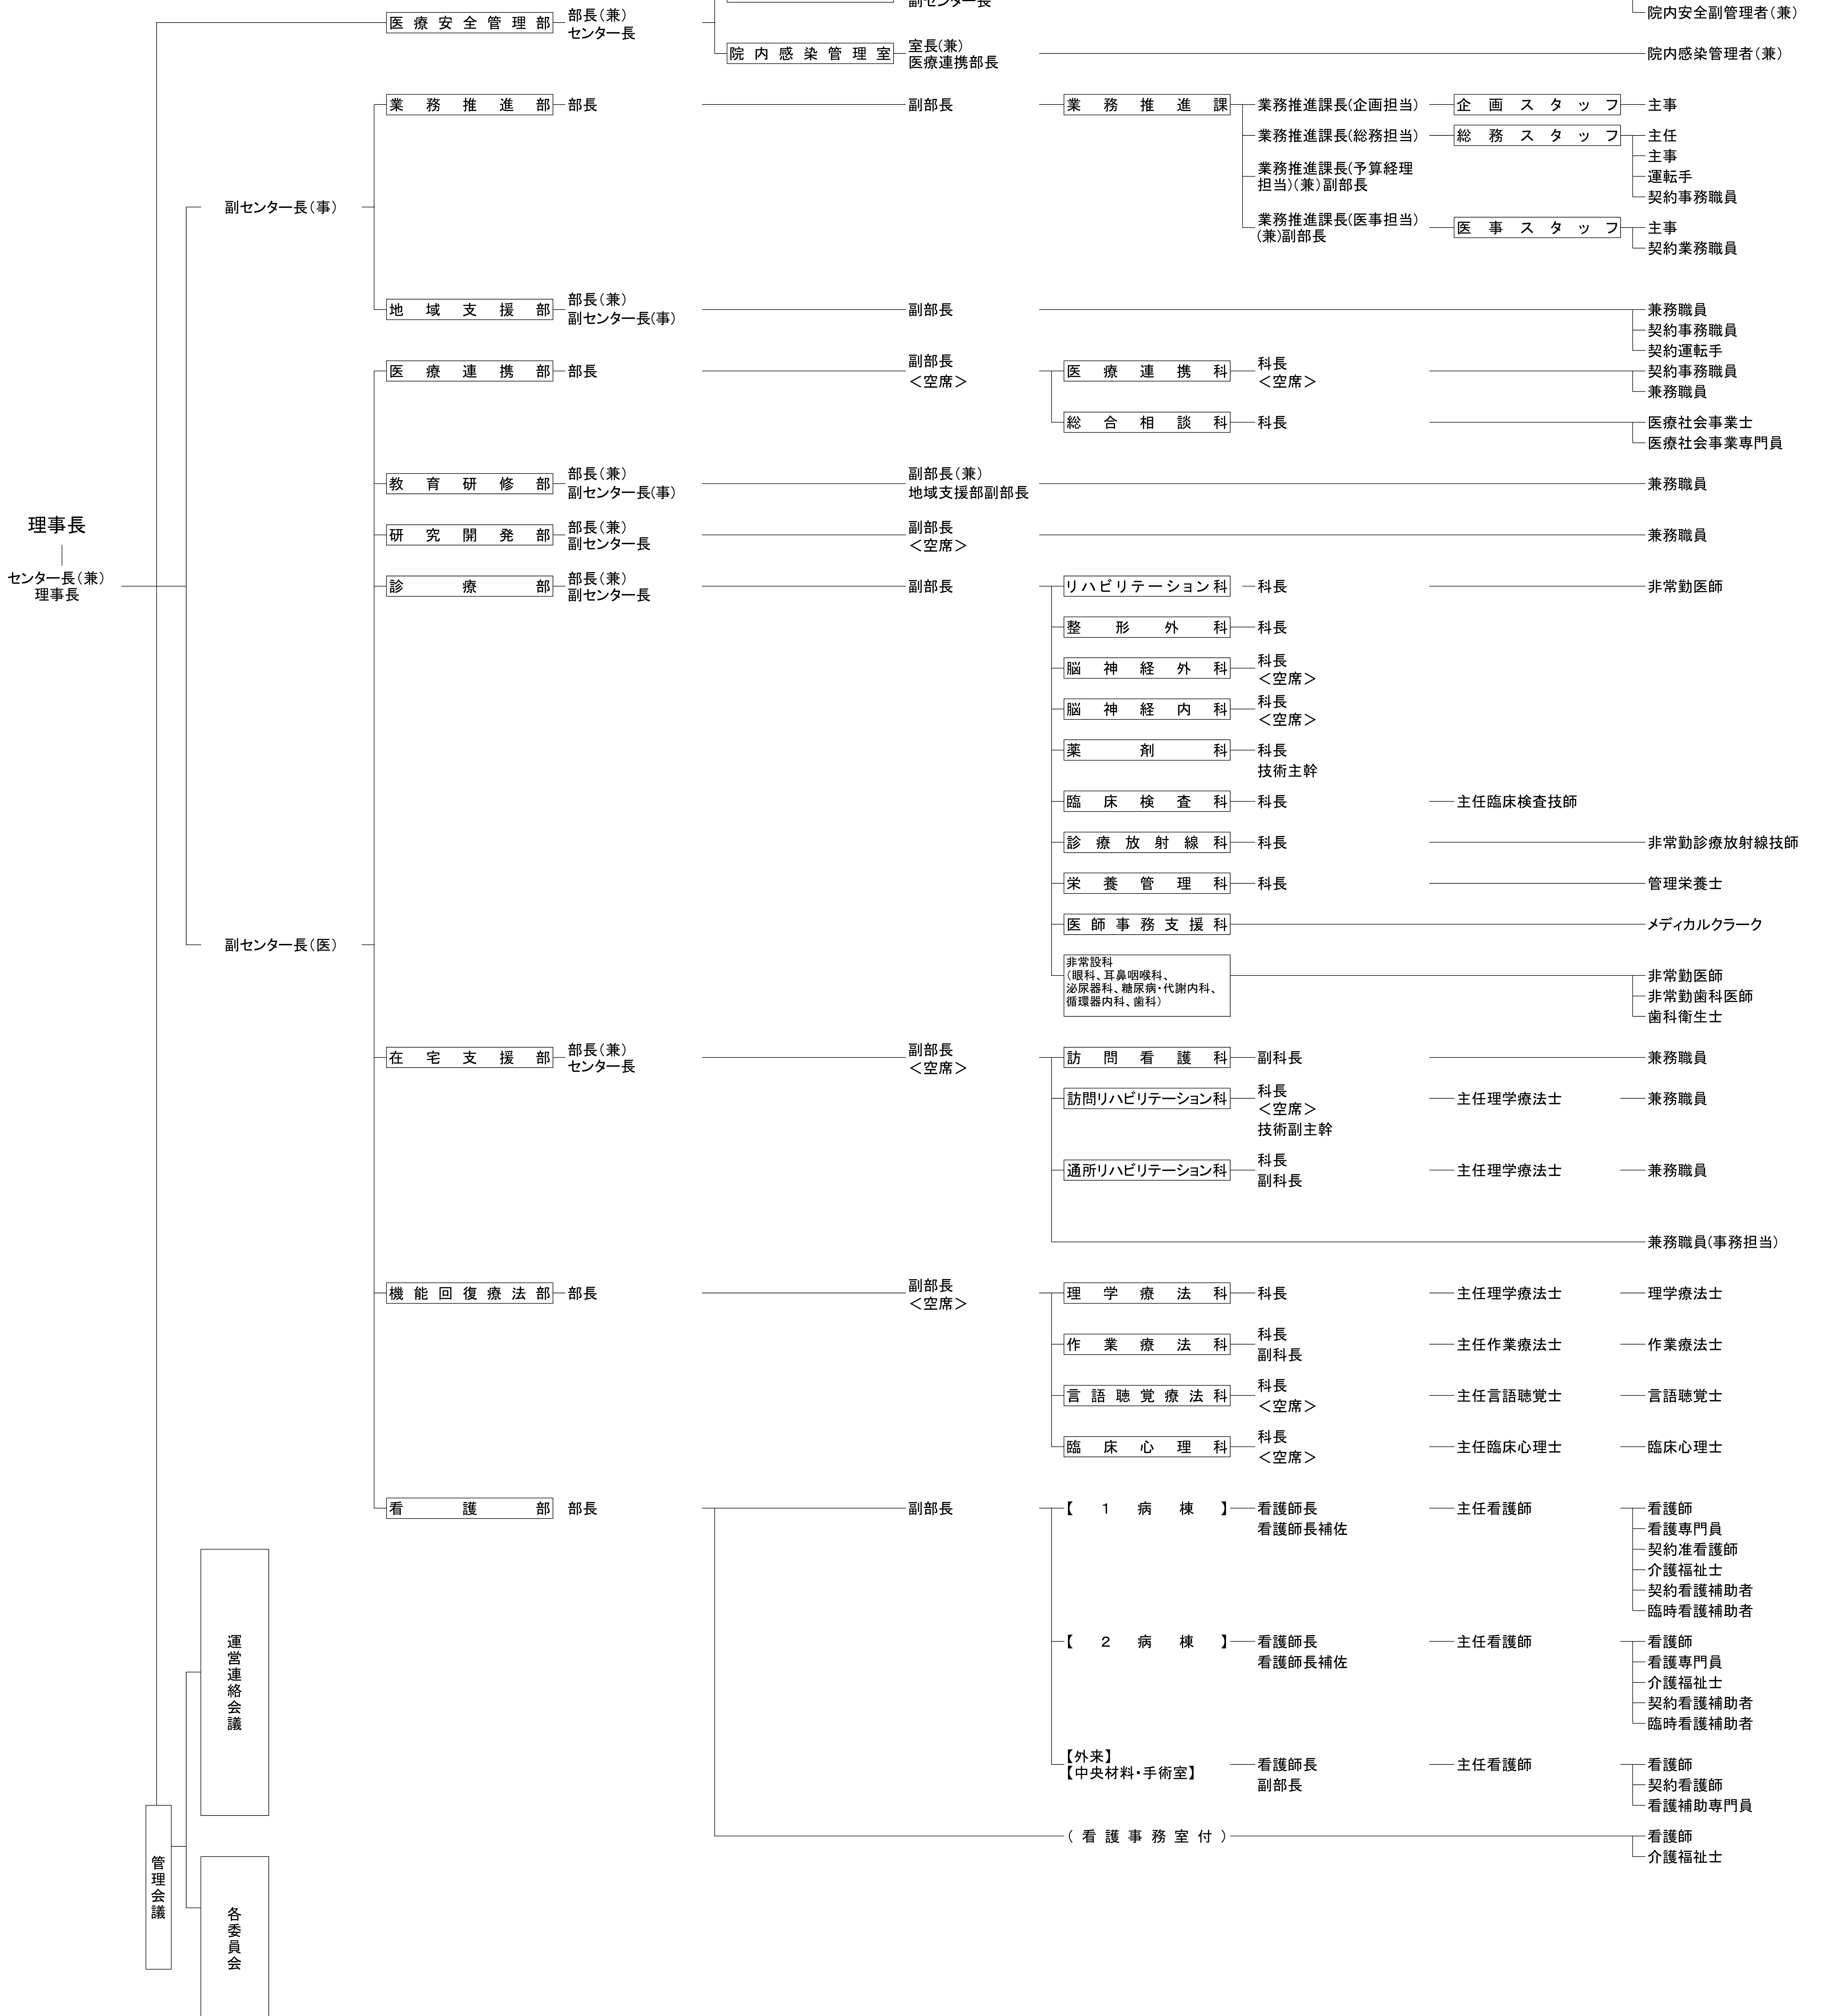 副センター長
院内安全副管理者（兼）
医療安全管理部
部長（兼）
センター長
院内感染管理室
室長（兼）
医療連携部長
院内感染管理者（兼）
業務推進部
部長
副部長
業務推進課
業務推進課長（企画担当）
企画スタッフ
主事
業務推進課長（総務担当）
総務スタッフ
主任
主事
運転手
契約事務職員
業務推進課長（予算経理
担当）（兼）副部長
業務推進課長（医事担当）
（兼）副部長
医事スタッフ
主事
契約業務職員
副センター長（事）
地域支援部
部長（兼）
副センター長（事）
副部長
兼務職員
契約事務職員
契約運転手
医療連携部
部長
副部長
＜空席＞
医療連携科
科長
＜空席＞
契約事務職員
兼務職員
総合相談科
科長
医療社会事業士
医療社会事業専門員
教育研修部
部長（兼）
副センター長（事）
副部長（兼）
地域支援部副部長
兼務職員
理事長
センター長（兼）
理事長
研究開発部
部長（兼）
副センター長
副部長
＜空席＞
兼務職員
診療部
部長（兼）
副センター長
副部長
リハビリテーション科
科長
非常勤医師
整形外科
科長
脳神経外科
科長
＜空席＞
脳神経内科
科長
＜空席＞
薬剤科
科長
技術主幹
臨床検査科
科長
主任臨床検査技師
診療放射線科
科長
非常勤診療放射線技師
栄養管理科
科長
管理栄養士
医師事務支援科
メディカルクラーク
副センター長（医）
非常設科
（眼科、耳鼻咽喉科、
泌尿器科、糖尿病・代謝内科、
循環器内科、歯科）
非常勤医師
非常勤歯科医師
歯科衛生士
在宅支援部
部長（兼）
センター長
副部長
＜空席＞
訪問看護科
副科長
兼務職員
訪問リハビリテーション科
科長
＜空席＞
技術副主幹
主任理学療法士
兼務職員
通所リハビリテーション科
科長
副科長
主任理学療法士
兼務職員
兼務職員（事務担当）
機能回復療法部
部長
副部長
＜空席＞
理学療法科
科長
主任理学療法士
理学療法士
作業療法科
科長
副科長
主任作業療法士
作業療法士
言語聴覚療法科
科長
＜空席＞
主任言語聴覚士
言語聴覚士
臨床心理科
科長
＜空席＞
主任臨床心理士
臨床心理士
看護部
部長
副部長
【１病棟】
看護師長
看護師長補佐
主任看護師
看護師
看護専門員
契約准看護師
介護福祉士
契約看護補助者
臨時看護補助者
【２病棟】
看護師長
看護師長補佐
主任看護師
看護師
看護専門員
介護福祉士
契約看護補助者
臨時看護補助者
【外来】
【中央材料・手術室】
看護師長
副部長
主任看護師
看護師
契約看護師
看護補助専門員
（看護事務室付）
看護師
介護福祉士
運営連絡会議
管理会議
各委員会